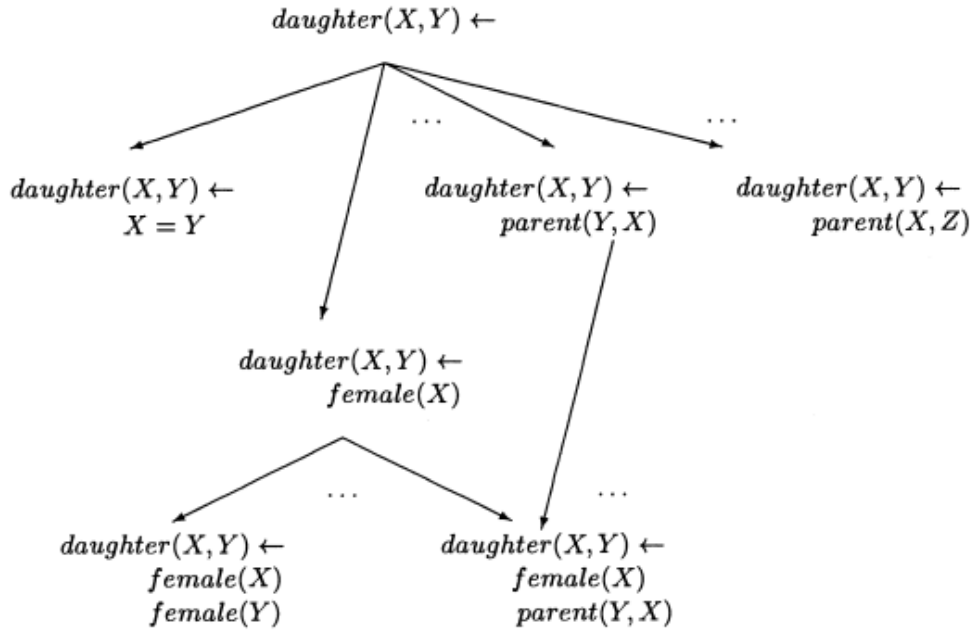 daughter(X, Y) ←
...
...
daughter(X, Y) ←
X = Y
daughter(X, Y) ←
parent(Y, X)
daughter(X, Y) ←
parent(X, Z)
daughter(X, Y) ←
female(X)
...
...
daughter(X, Y) ←
female(X)
female(Y)
daughter(X, Y) ←
female(X)
parent(Y, X)